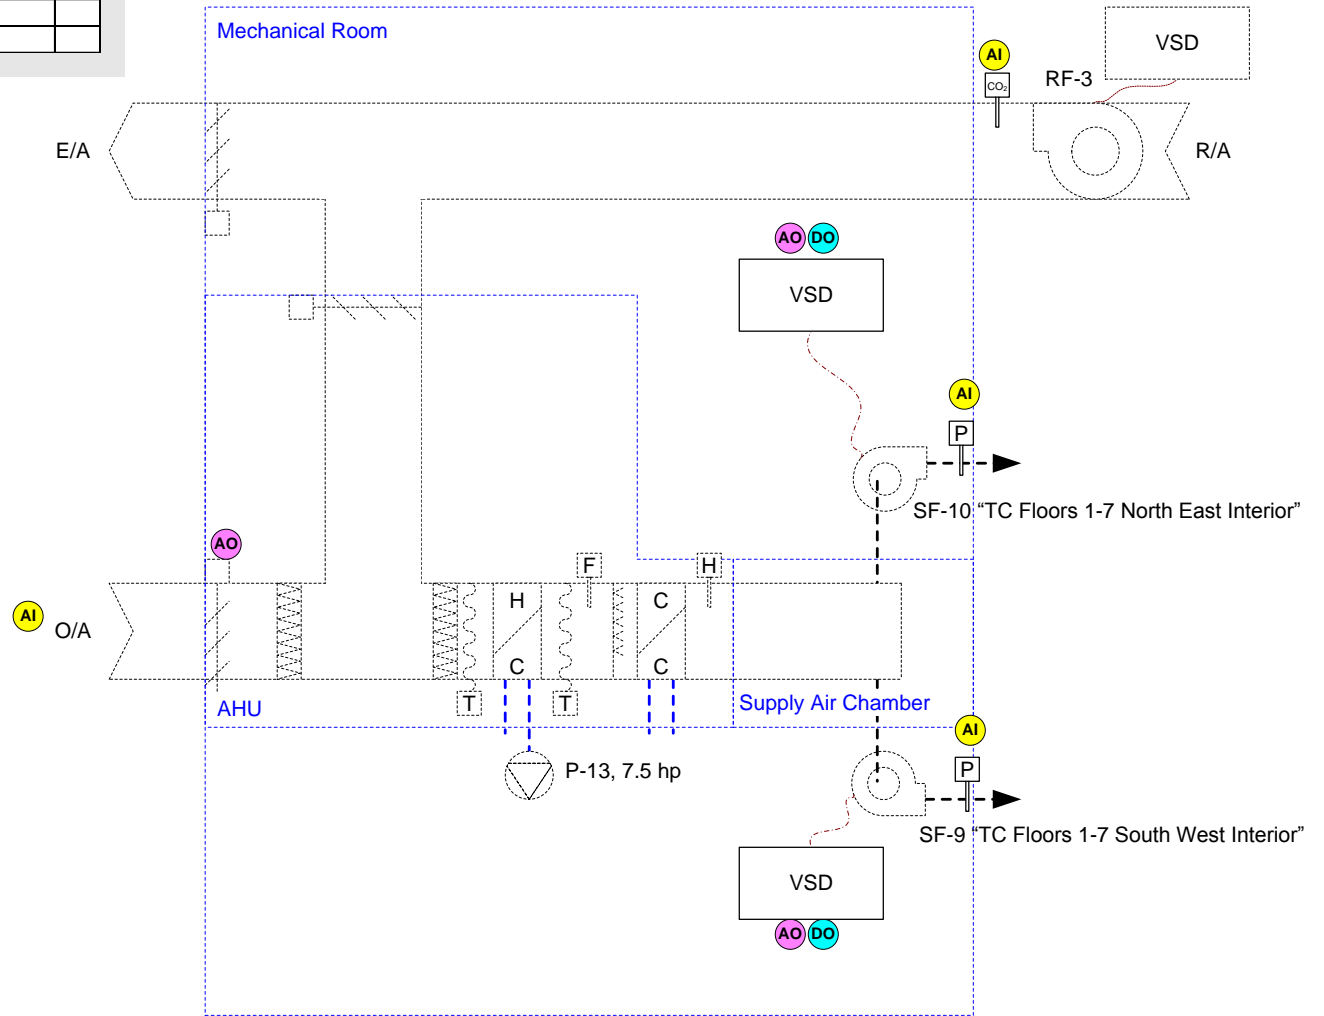 Mechanical Room
VSD
AI
CO₂
RF-3
E/A
R/A
AO DO
VSD
AI
P
SF-10 “TC Floors 1-7 North East Interior”
AO
F
H
AI
O/A
H
C
C
C
T
T
AHU
Supply Air Chamber
AI
P
P-13, 7.5 hp
SF-9 “TC Floors 1-7 South West Interior”
VSD
AO DO